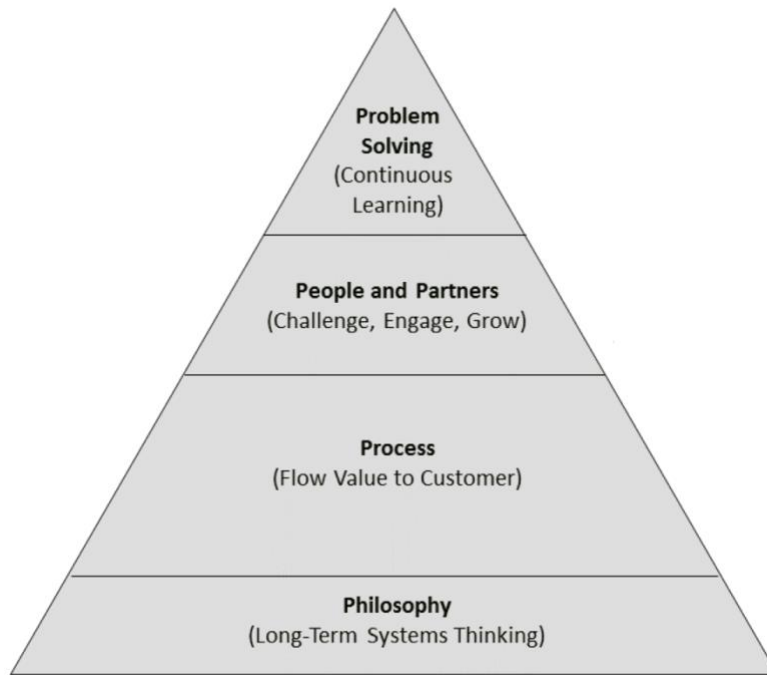 Problem
Solving
(Continuous
Learning)
People and Partners
(Challenge, Engage, Grow)
Process
(Flow Value to Customer)
Philosophy
(Long-Term Systems Thinking)